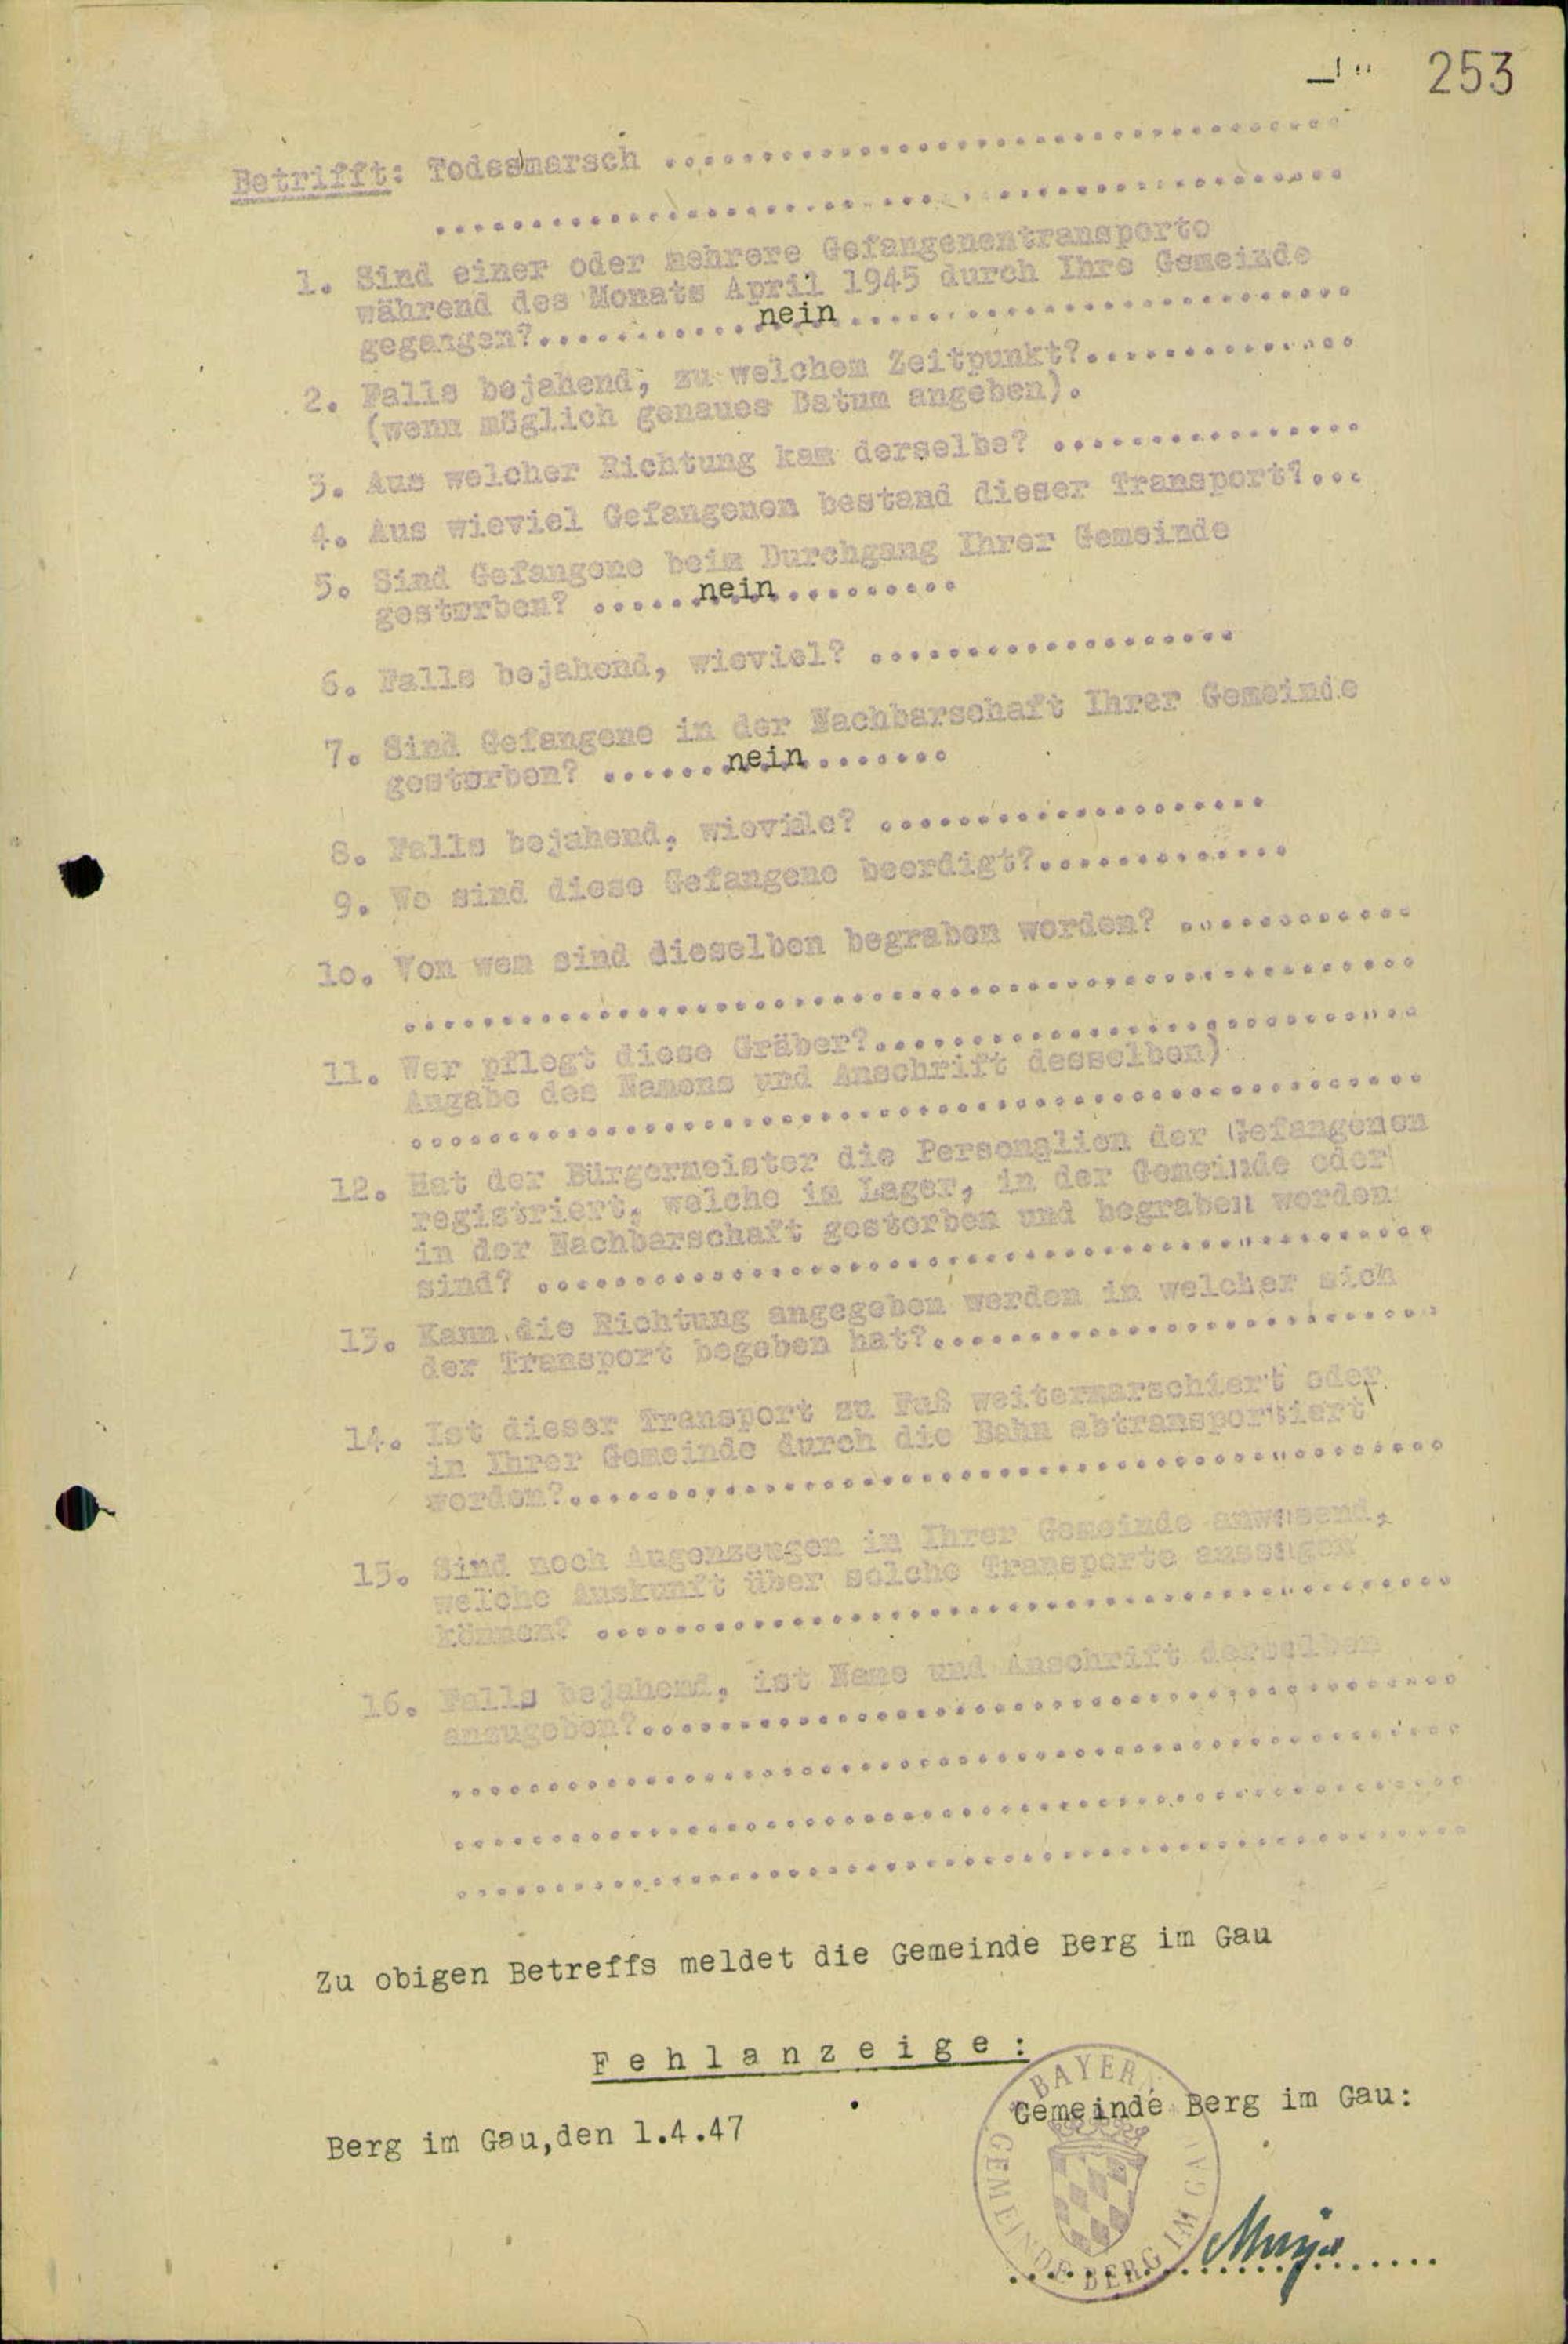 253
Betrifft: Todesmarsch ...................................
...............................................
1. Sind einer oder mehrere Gefangenentransporte
während des Monats April 1945 durch Ihre Gemeinde
gegangen?............nein..........................
2. Falls bejahend, zu welchem Zeitpunkt?..............
(wenn möglich genaues Datum angeben).
3. Aus welcher Richtung kam derselbe? ................
4. Aus wieviel Gefangenen bestand dieser Transport?...
5. Sind Gefangene beim Durchgang Ihrer Gemeinde
gestorben? ......nein..........
6. Falls bejahend, wieviel? ...................
7. Sind Gefangene in der Nachbarschaft Ihrer Gemeinde
gestorben? ......nein........
8. Falls bejahend, wieviele? ....................
9. Wo sind diese Gefangene beerdigt?.............
10. Von wem sind dieselben begraben worden? ............
....................................................
11. Wer pflegt diese Gräber?............................
Angabe des Namens und Anschrift desselben)
....................................................
12. Hat der Bürgermeister die Personalien der Gefangenen
registriert, welche im Lager, in der Gemeinde oder
in der Nachbarschaft gestorben und begraben worden
sind? ..............................................
13. Kann die Richtung angegeben werden in welcher sich
der Transport begeben hat?..........................
14. Ist dieser Transport zu Fuß weitermarschiert oder
in Ihrer Gemeinde durch die Bahn abtransportiert
worden?.............................................
15. Sind noch Augenzeugen in Ihrer Gemeinde anwesend,
welche Auskunft über solche Transporte aussagen
können? ............................................
16. Falls bejahend, ist Name und Anschrift derselben
anzugeben?..........................................
....................................................
....................................................
....................................................
Zu obigen Betreffs meldet die Gemeinde Berg im Gau
F e h l a n z e i g e :
BAYERN
Gemeinde Berg im Gau:
Berg im Gau,den 1.4.47
GEMEINDE BERG IM GAU
......................